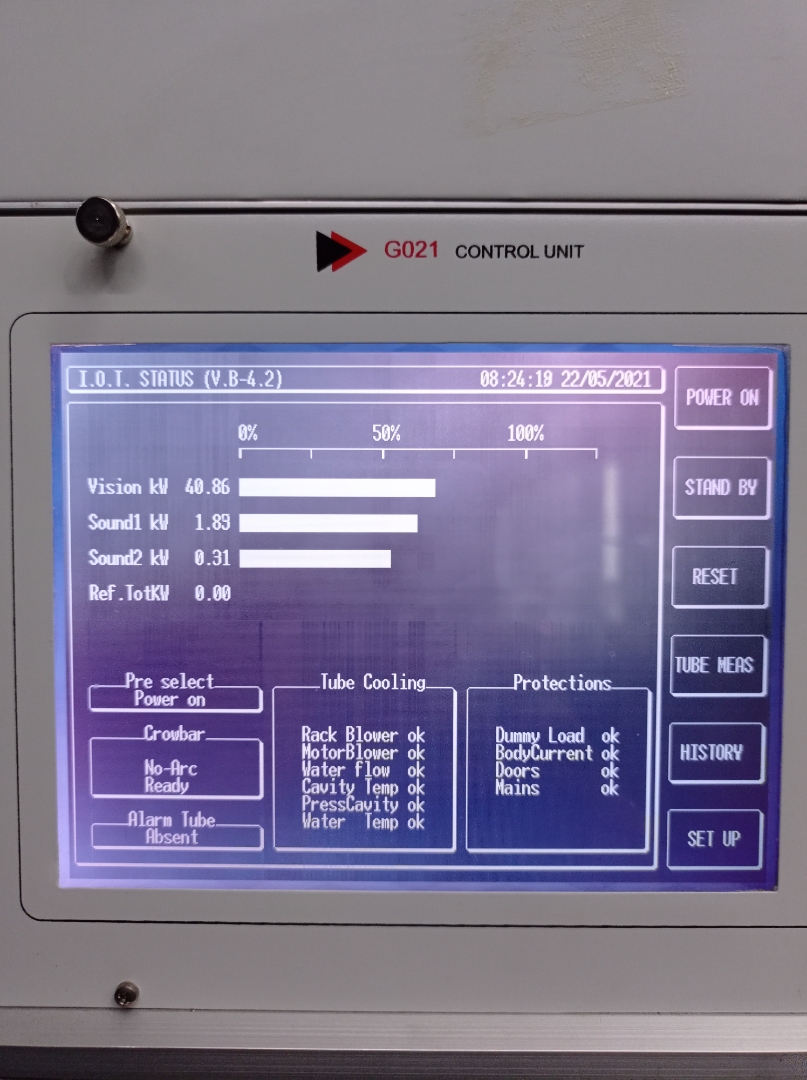 G021 CONTROL UNIT
I.O.T. STATUS (V.B-4.2) 08:24:19 22/05/2021
POWER ON
0% 50% 100%
Vision kW 40.86
STAND BY
Sound1 kW 1.89
Sound2 kW 0.31
RESET
Ref.TotKW 0.00
TUBE MEAS
Pre select
Power on
Tube Cooling
Protections
Crowbar
No-Arc
Ready
Alarm Tube
Absent
Rack Blower ok
MotorBlower ok
Water flow ok
Cavity Temp ok
PressCavity ok
Water Temp ok
Dummy Load ok
BodyCurrent ok
Doors ok
Mains ok
HISTORY
SET UP